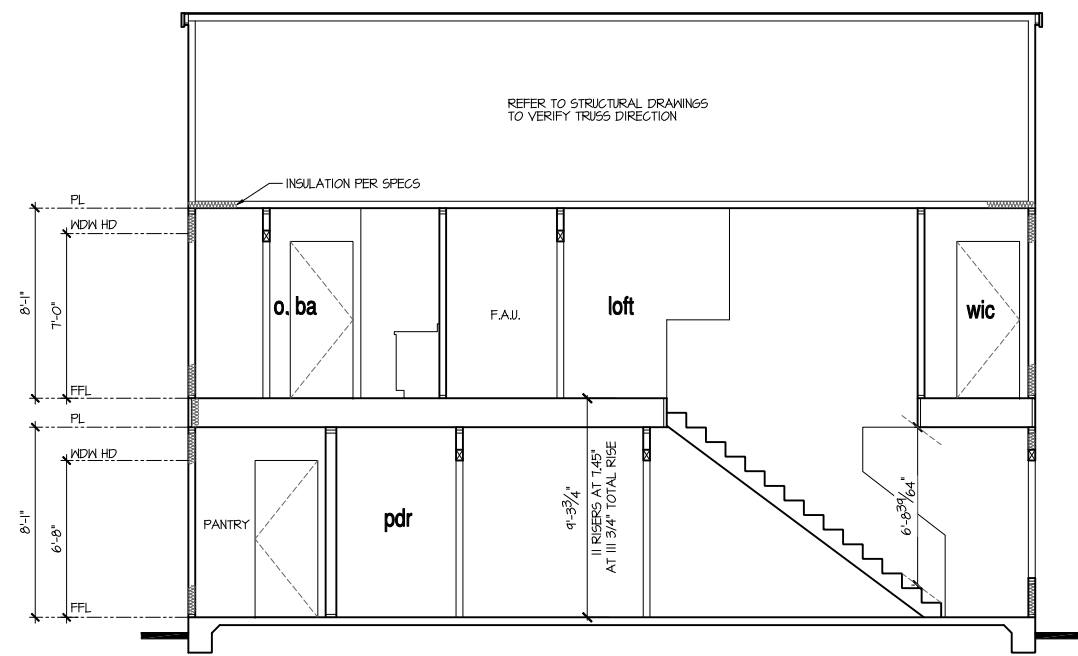 REFER TO STRUCTURAL DRAWINGS
TO VERIFY TRUSS DIRECTION
INSULATION PER SPECS
PL
WDW HD
8'-1"
7'-0"
o. ba
F.A.U.
loft
wic
FFL
PL
WDW HD
8'-1"
6'-8"
PANTRY
pdr
9'-3 3/4"
11 RISERS AT 7.45"
AT 111 3/4" TOTAL RISE
6'-8 39/64"
FFL